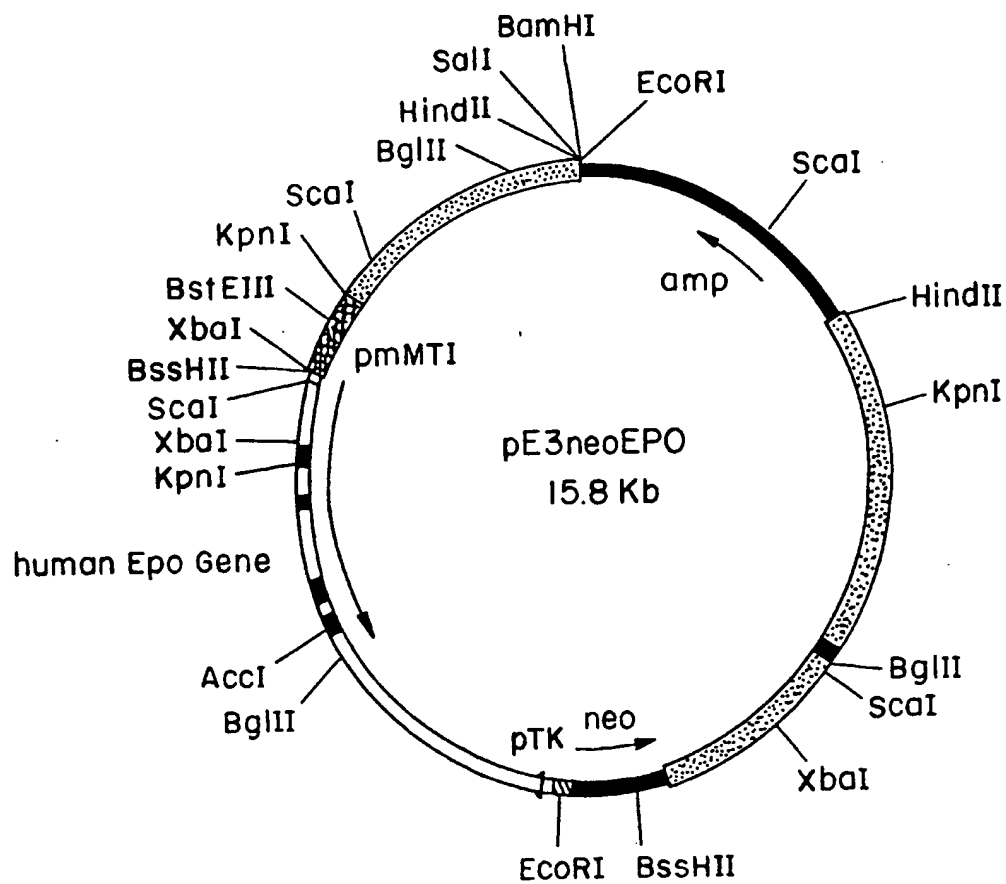 BamHI
SalI
EcoRI
HindII
BglII
ScaI
ScaI
KpnI
amp
BstEIII
HindII
XbaI
pmMTI
BssHII
KpnI
ScaI
XbaI
pE3neoEPO
KpnI
15.8 Kb
human Epo Gene
AccI
BglII
BglII
ScaI
neo
pTK
XbaI
EcoRI
BssHII